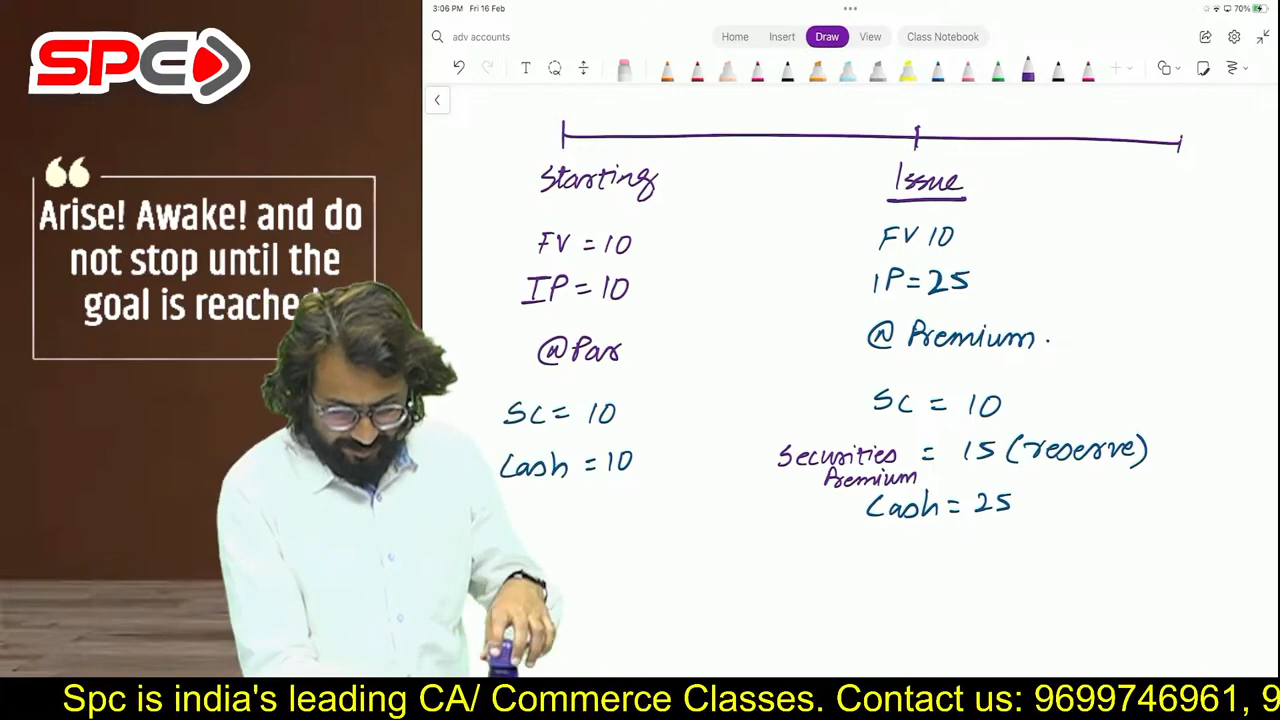 3:06 PM Fri 16 Feb
70%
adv accounts
Home Insert Draw View Class Notebook
SPC
Arise! Awake! and do
not stop until the
goal is reached
Starting
FV = 10
IP = 10
@Par
SC = 10
Cash = 10
Issue
FV 10
IP = 25
@ Premium.
SC = 10
Securities Premium = 15 (reserve)
Cash = 25
Spc is india's leading CA/ Commerce Classes. Contact us: 9699746961, 9